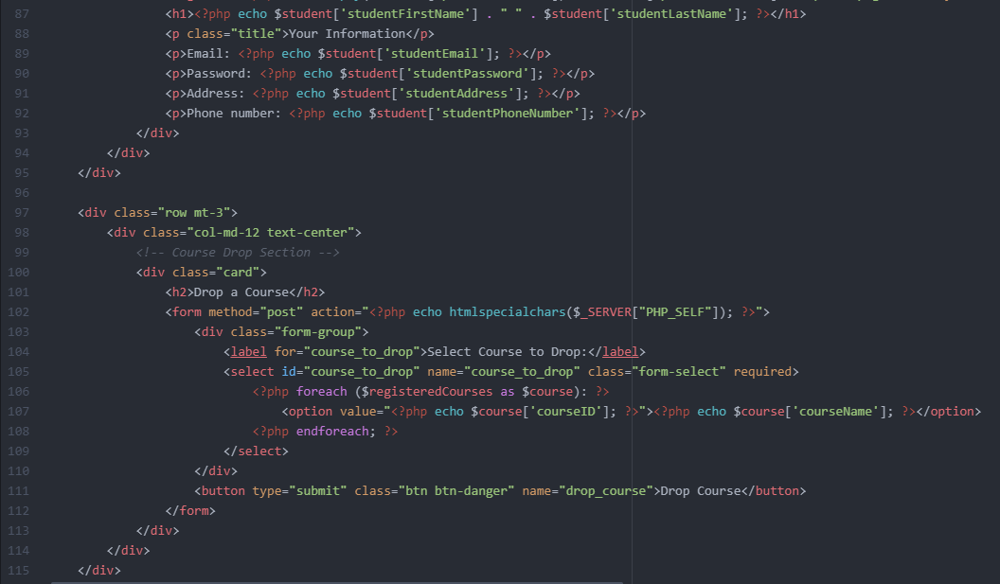 87 <h1><?php echo $student['studentFirstName'] . " " . $student['studentLastName']; ?></h1>
88 <p class="title">Your Information</p>
89 <p>Email: <?php echo $student['studentEmail']; ?></p>
90 <p>Password: <?php echo $student['studentPassword']; ?></p>
91 <p>Address: <?php echo $student['studentAddress']; ?></p>
92 <p>Phone number: <?php echo $student['studentPhoneNumber']; ?></p>
93 </div>
94 </div>
95 </div>
96
97 <div class="row mt-3">
98 <div class="col-md-12 text-center">
99 <!-- Course Drop Section -->
100 <div class="card">
101 <h2>Drop a Course</h2>
102 <form method="post" action="<?php echo htmlspecialchars($_SERVER["PHP_SELF"]); ?>">
103 <div class="form-group">
104 <label for="course_to_drop">Select Course to Drop:</label>
105 <select id="course_to_drop" name="course_to_drop" class="form-select" required>
106 <?php foreach ($registeredCourses as $course): ?>
107 <option value="<?php echo $course['courseID']; ?>"><?php echo $course['courseName']; ?></option>
108 <?php endforeach; ?>
109 </select>
110 </div>
111 <button type="submit" class="btn btn-danger" name="drop_course">Drop Course</button>
112 </form>
113 </div>
114 </div>
115 </div>